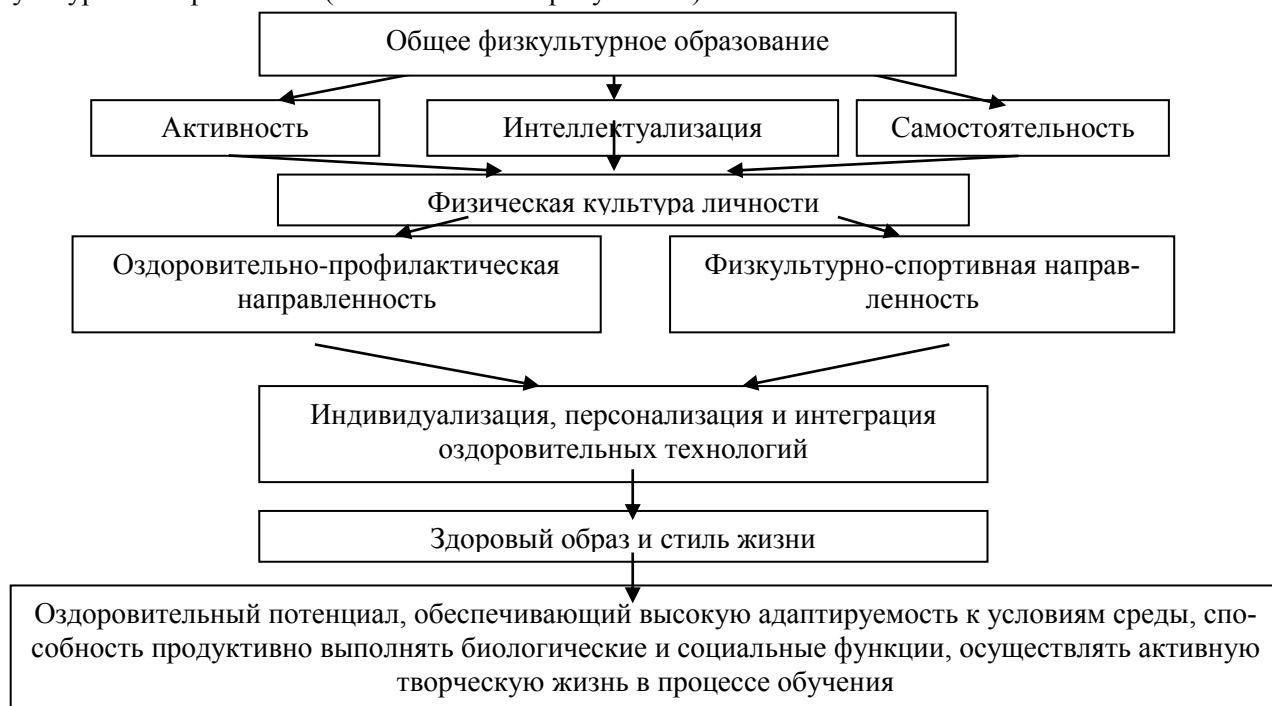 Общее физкультурное образование
Активность
Интеллектуализация
Самостоятельность
Физическая культура личности
Оздоровительно-профилактическая
направленность
Физкультурно-спортивная направ-
ленность
Индивидуализация, персонализация и интеграция
оздоровительных технологий
Здоровый образ и стиль жизни
Оздоровительный потенциал, обеспечивающий высокую адаптируемость к условиям среды, спо-
собность продуктивно выполнять биологические и социальные функции, осуществлять активную
творческую жизнь в процессе обучения